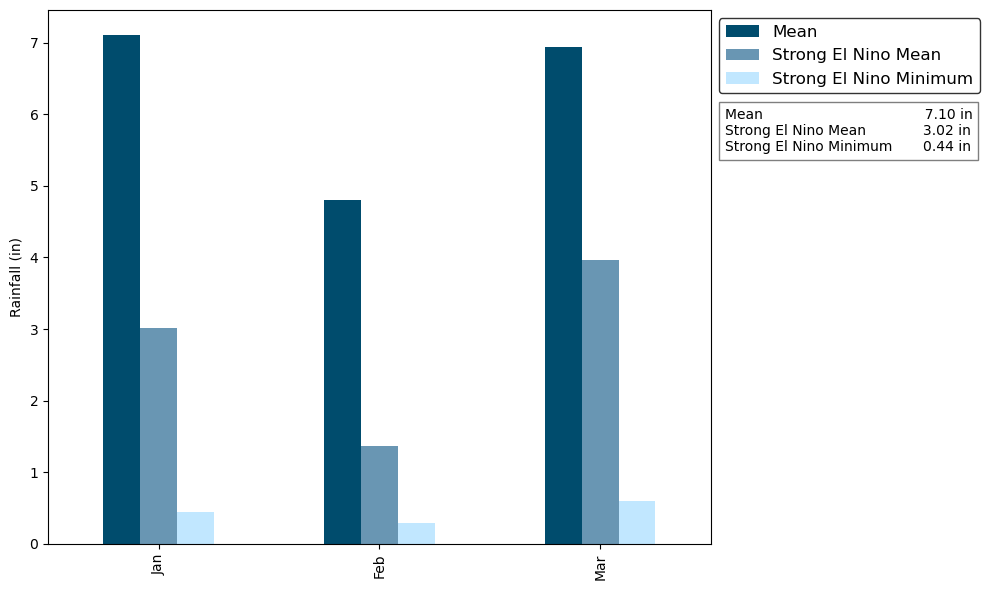 Mean
Strong El Nino Mean
Strong El Nino Minimum
Mean 7.10 in
Strong El Nino Mean 3.02 in
Strong El Nino Minimum 0.44 in
Rainfall (in)
7
6
5
4
3
2
1
0
Jan
Feb
Mar